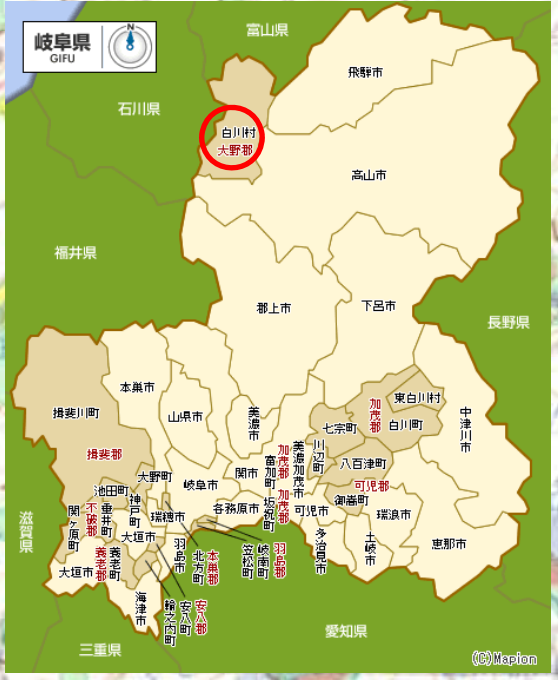 岐阜県
GIFU
N
富山県
石川県
飛騨市
白川村
大野郡
高山市
福井県
郡上市
下呂市
長野県
本巣市
山県市
美濃市
揖斐川町
揖斐郡
加茂郡
東白川村
白川町
中津川市
七宗町
川辺町
八百津町
可児郡
御嵩町
美濃加茂市
加茂郡
富加町
加茂郡
坂祝町
関市
岐阜市
各務原市
大野町
池田町
神戸町
瑞穂市
不破郡
垂井町
関ヶ原町
大垣市
養老郡
養老町
大垣市
羽島市
本巣郡
北方町
羽島郡
岐南町
笠松町
可児市
多治見市
土岐市
瑞浪市
恵那市
海津市
安八郡
安八町
輪之内町
滋賀県
三重県
愛知県
(C)Mapion